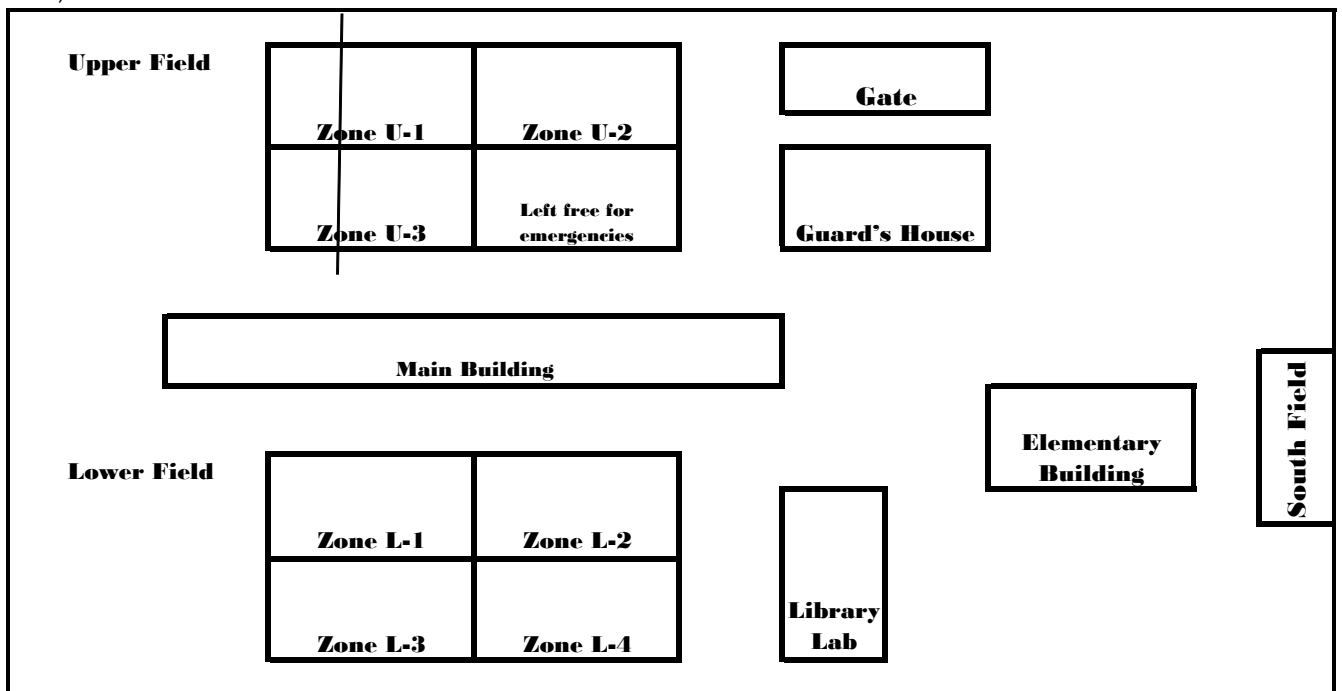 Upper Field
Gate
Zone U-1
Zone U-2
Left free for
emergencies
Zone U-3
Guard's House
Main Building
South Field
Elementary
Building
Lower Field
Zone L-1
Zone L-2
Library
Lab
Zone L-3
Zone L-4